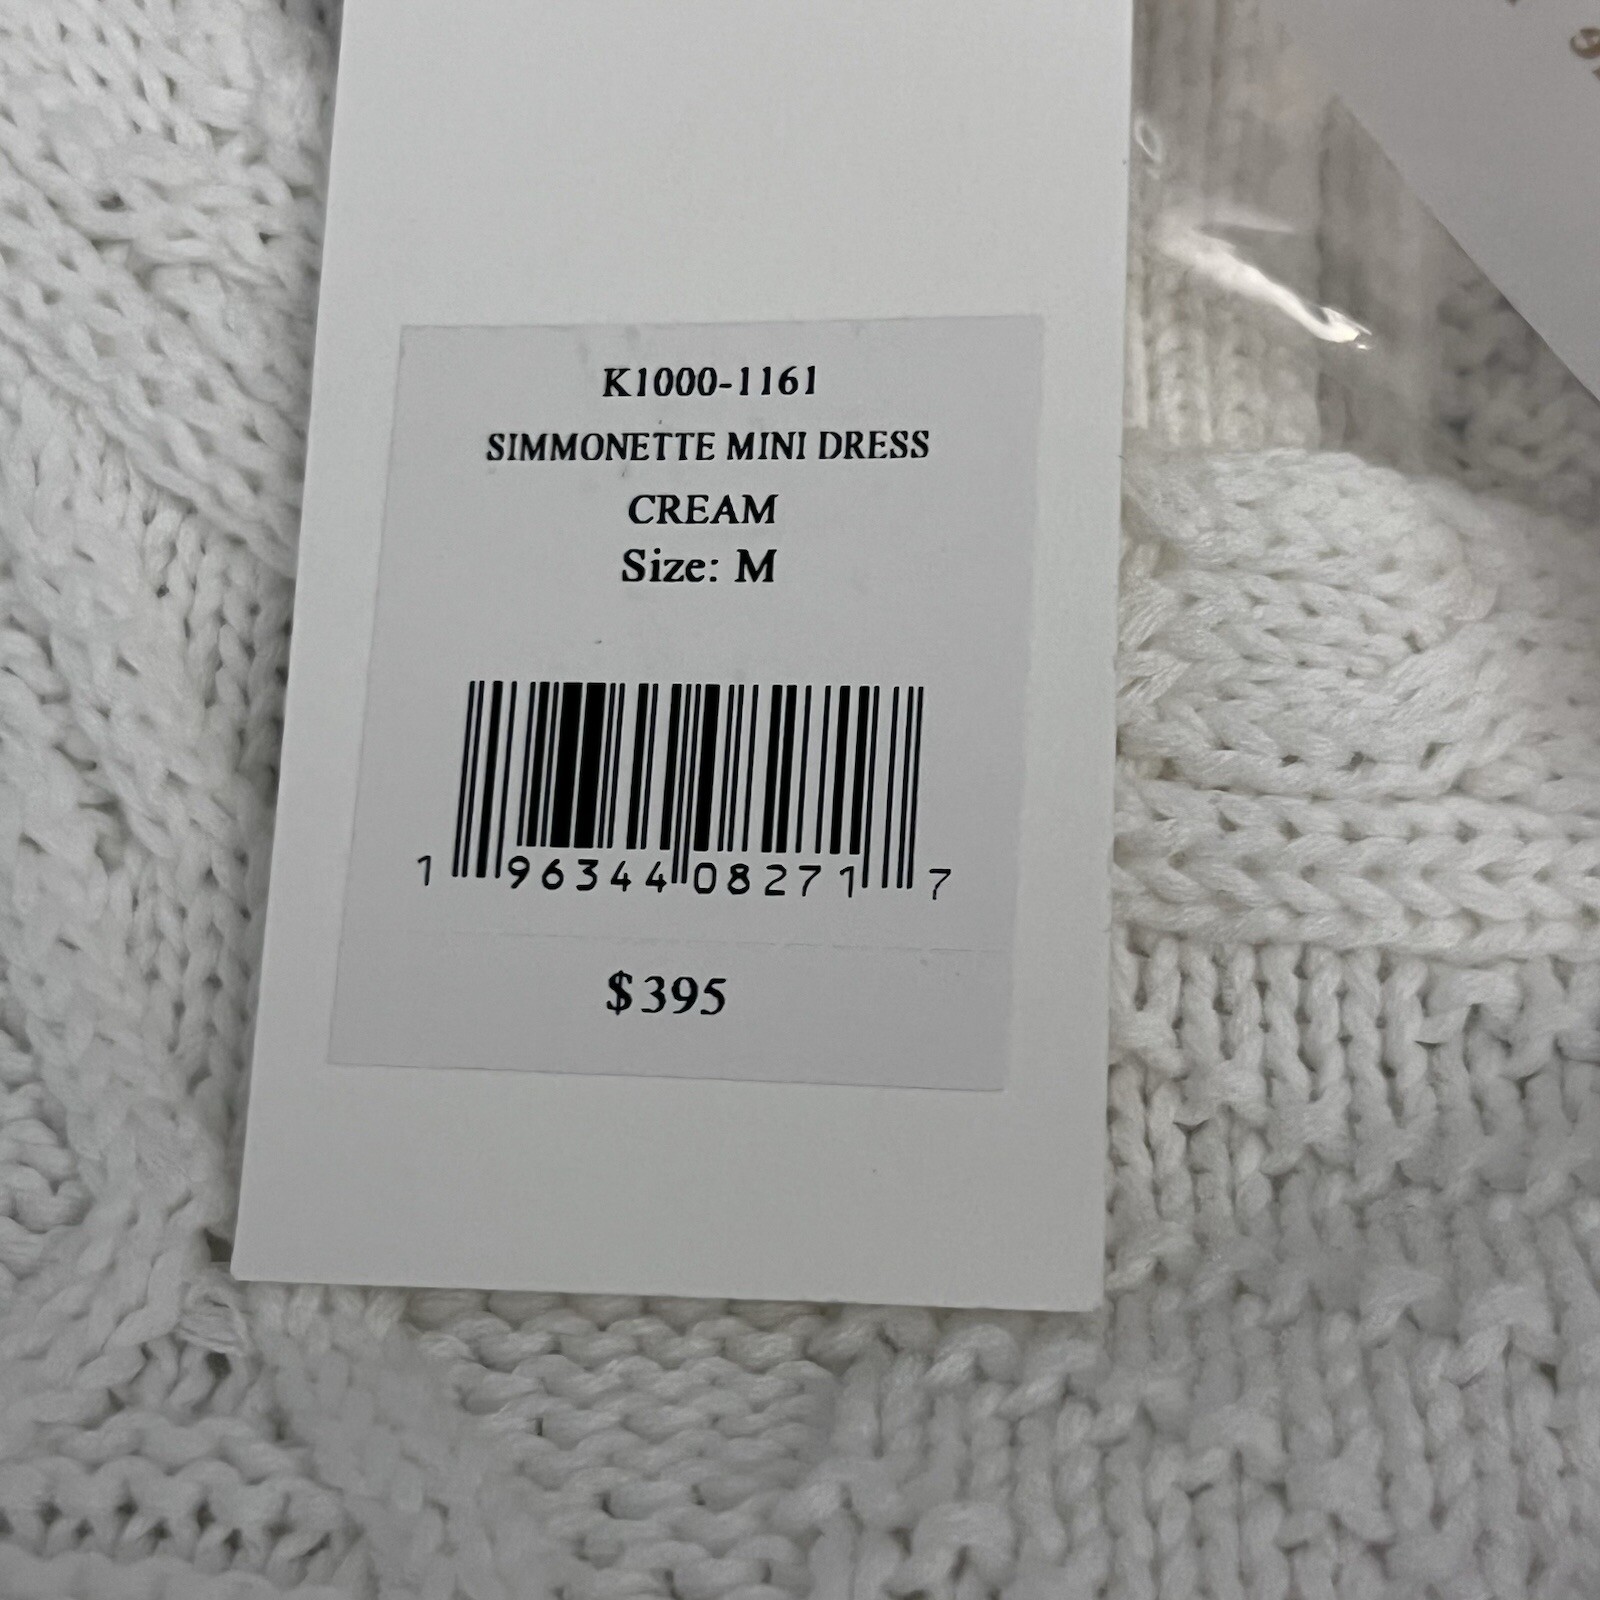 K1000-1161
SIMMONETTE MINI DRESS
CREAM
Size: M
1 96344 08271 7
$395